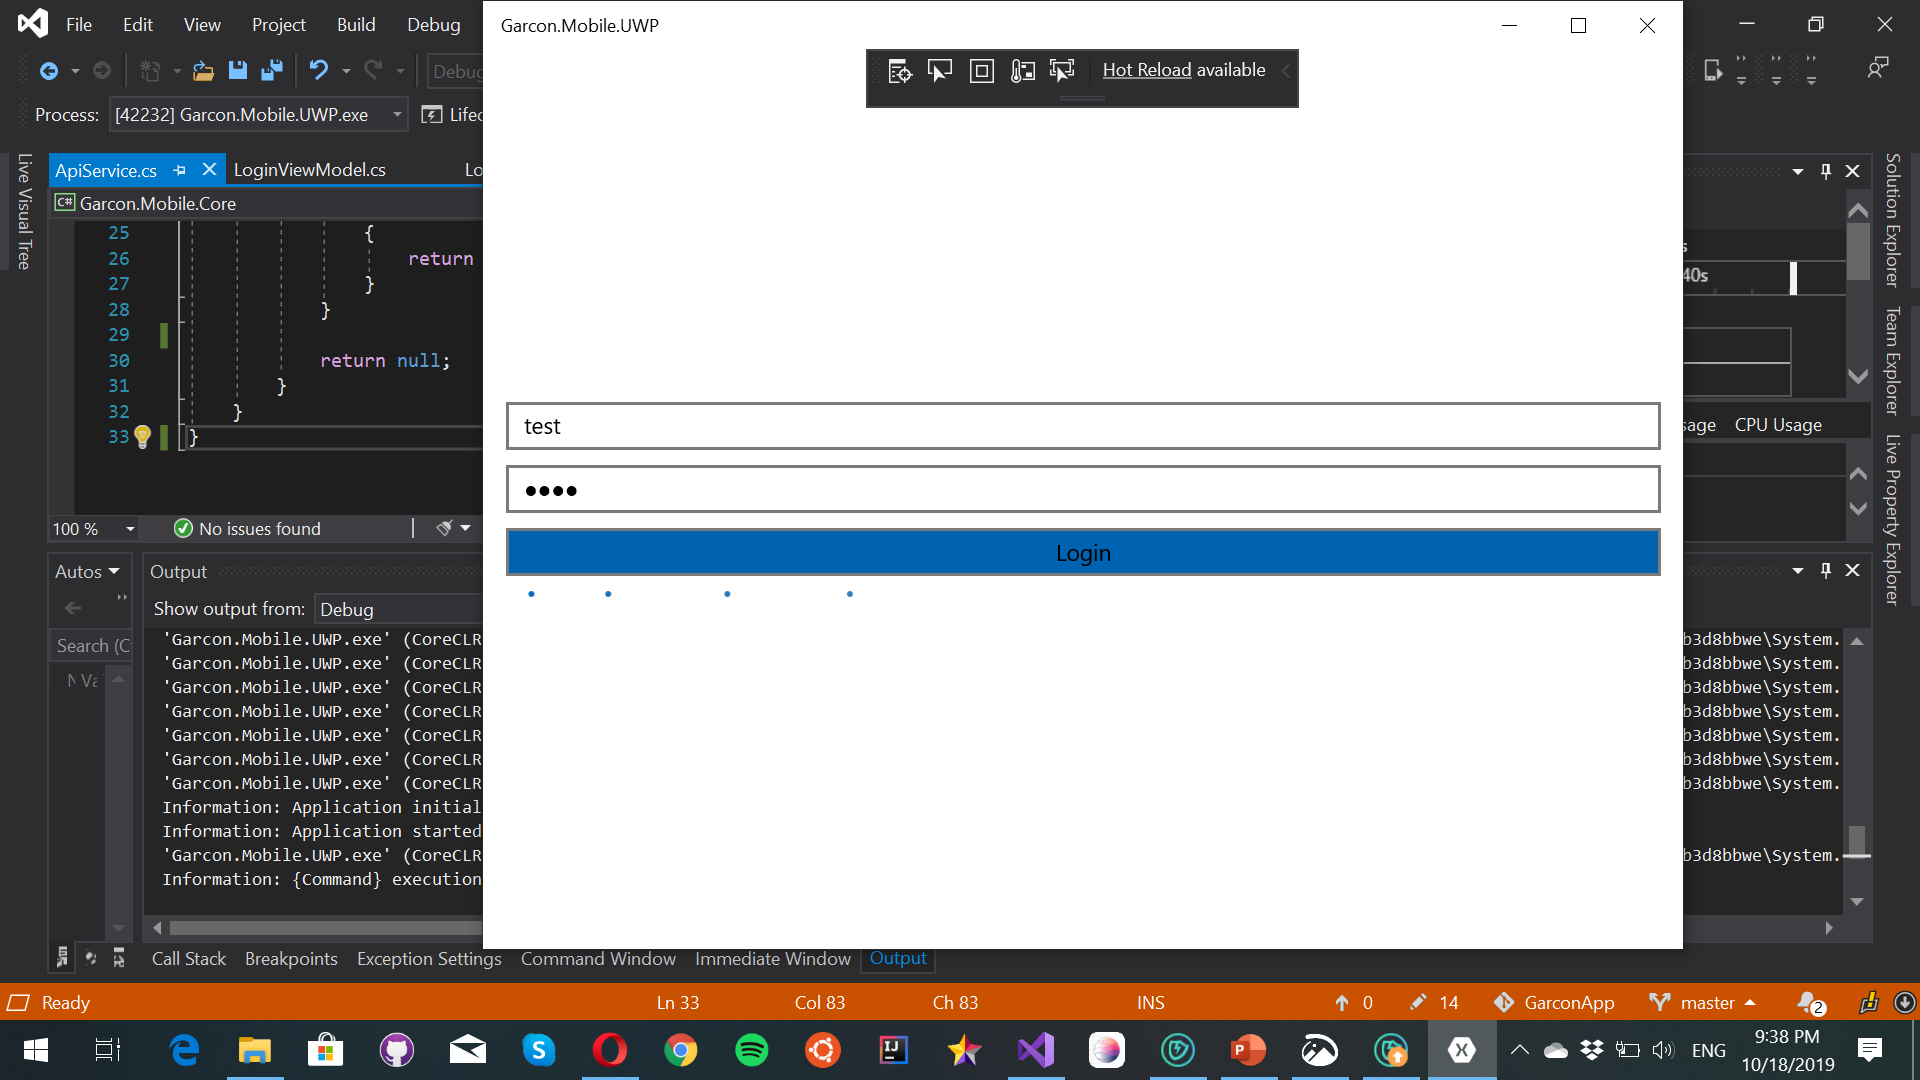 File Edit View Project Build Debug
Garcon.Mobile.UWP
Hot Reload available
Process: [42232] Garcon.Mobile.UWP.exe
Live Visual Tree
ApiService.cs LoginViewModel.cs
Garcon.Mobile.Core
25 {
26 return
27 }
28 }
29
30 return null;
31 }
32 }
33 }
100 % No issues found
test
••••
Login
40s
CPU Usage
Solution Explorer
Team Explorer
Live Property Explorer
Autos
Output
Show output from: Debug
Search (C
'Garcon.Mobile.UWP.exe' (CoreCLR b3d8bbwe\System.
'Garcon.Mobile.UWP.exe' (CoreCLR b3d8bbwe\System.
'Garcon.Mobile.UWP.exe' (CoreCLR b3d8bbwe\System.
'Garcon.Mobile.UWP.exe' (CoreCLR b3d8bbwe\System.
'Garcon.Mobile.UWP.exe' (CoreCLR b3d8bbwe\System.
'Garcon.Mobile.UWP.exe' (CoreCLR b3d8bbwe\System.
'Garcon.Mobile.UWP.exe' (CoreCLR b3d8bbwe\System.
Information: Application initial
Information: Application started
'Garcon.Mobile.UWP.exe' (CoreCLR b3d8bbwe\System.
Information: {Command} execution
Call Stack Breakpoints Exception Settings Command Window Immediate Window Output
Ready Ln 33 Col 83 Ch 83 INS 0 14 GarconApp master 2
ENG
9:38 PM
10/18/2019